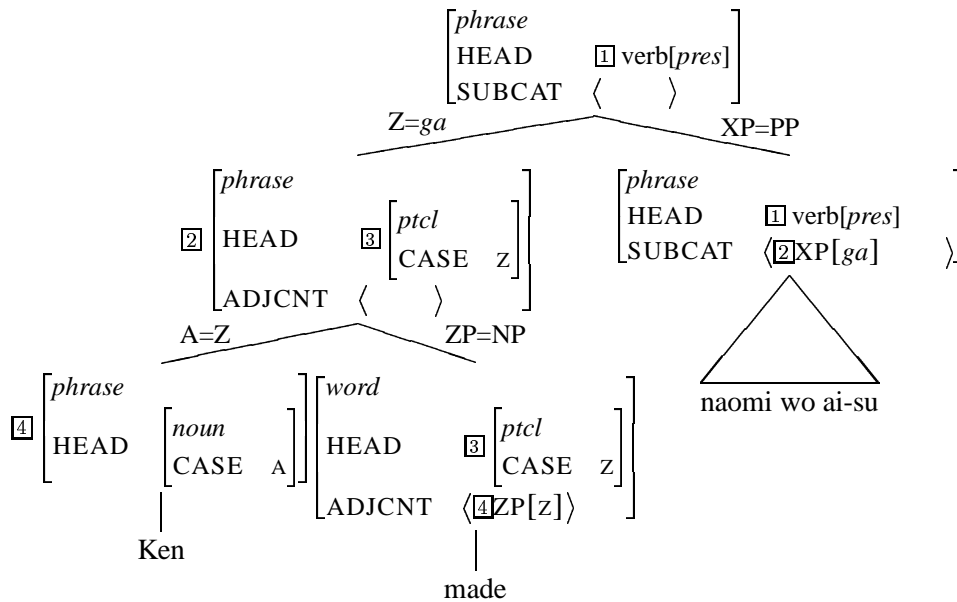 phrase
HEAD 1 verb[pres]
SUBCAT ⟨ ⟩
Z=ga XP=PP
phrase phrase
2 HEAD 3 ptcl HEAD 1 verb[pres]
CASE Z SUBCAT ⟨2XP[ga] ⟩
ADJCNT ⟨ ⟩
A=Z ZP=NP
phrase word naomi wo ai-su
4 HEAD noun HEAD 3 ptcl
CASE A CASE Z
ADJCNT ⟨4ZP[Z]⟩
Ken
made